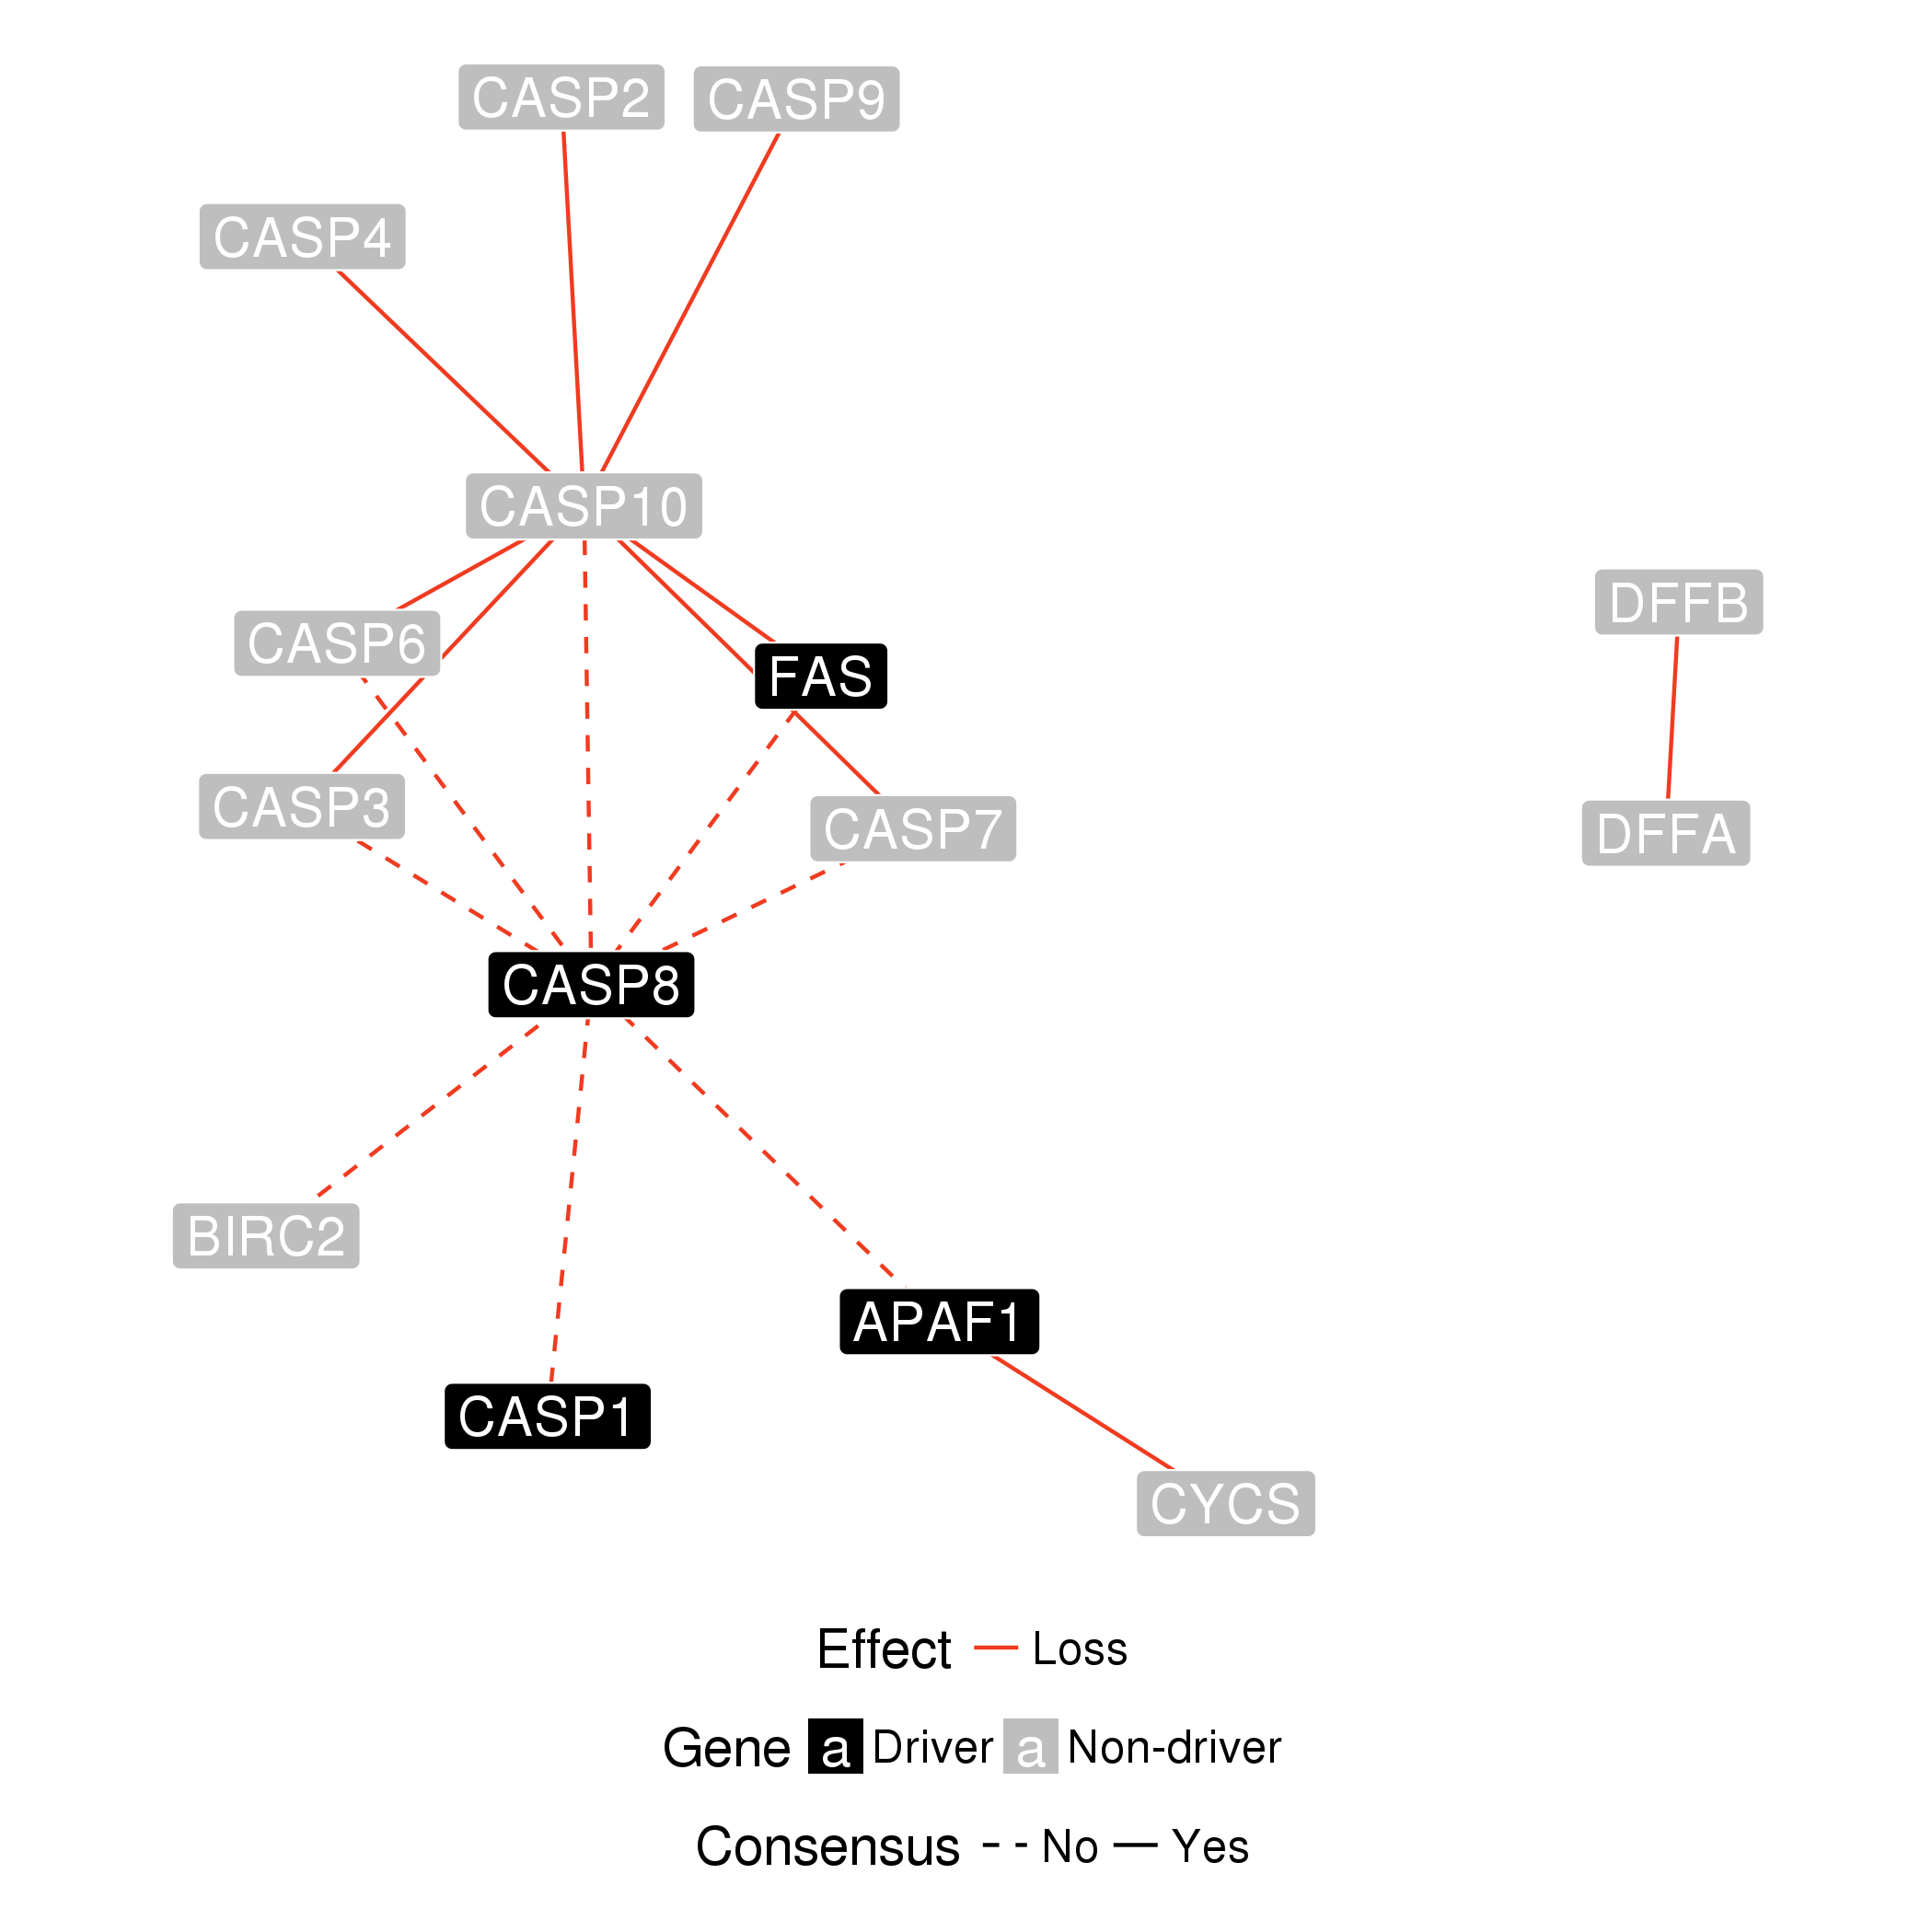 CASP2 CASP9
CASP4
CASP10
DFFB
CASP6
FAS
CASP3
CASP7
DFFA
CASP8
BIRC2
APAF1
CASP1
CYCS
Effect Loss
Gene a Driver a Non-driver
Consensus No Yes